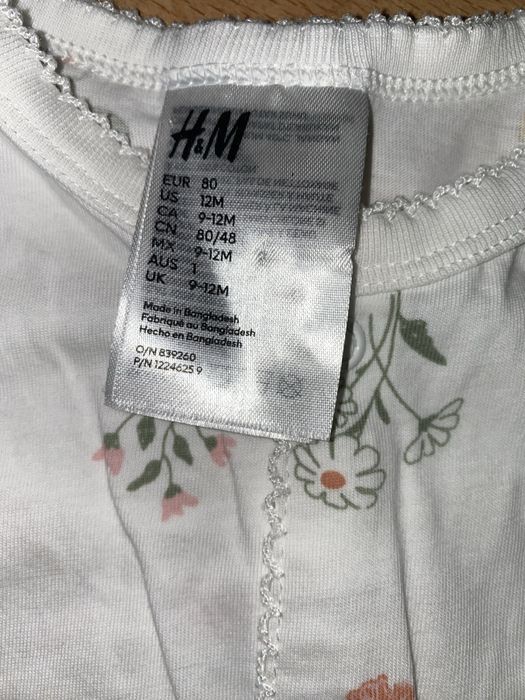 H&M
EUR 80
US 12M
CA 9-12M
CN 80/48
MX 9-12M
AUS 1
UK 9-12M
Made in Bangladesh
Fabriqué au Bangladesh
Hecho en Bangladesh
O/N 839260
P/N 1224625 9